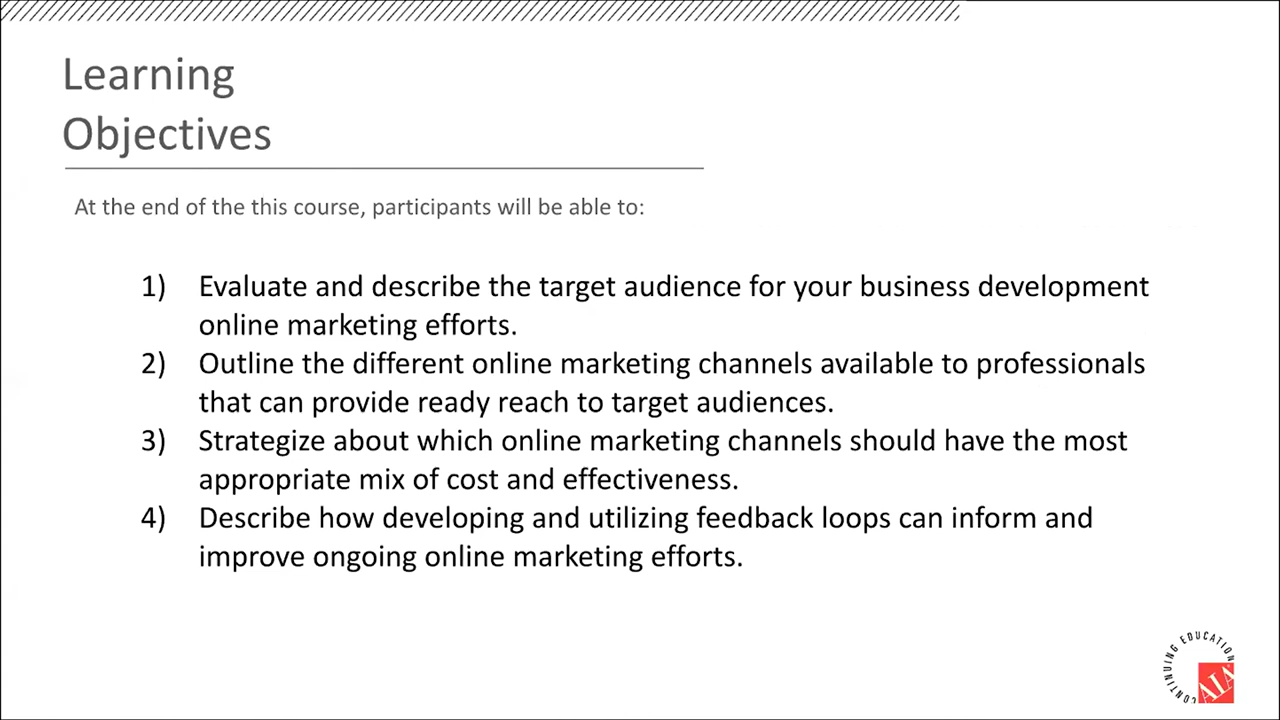 Learning
Objectives
At the end of the this course, participants will be able to:
1) Evaluate and describe the target audience for your business development
online marketing efforts.
2) Outline the different online marketing channels available to professionals
that can provide ready reach to target audiences.
3) Strategize about which online marketing channels should have the most
appropriate mix of cost and effectiveness.
4) Describe how developing and utilizing feedback loops can inform and
improve ongoing online marketing efforts.
CONTINUING EDUCATION
AIA